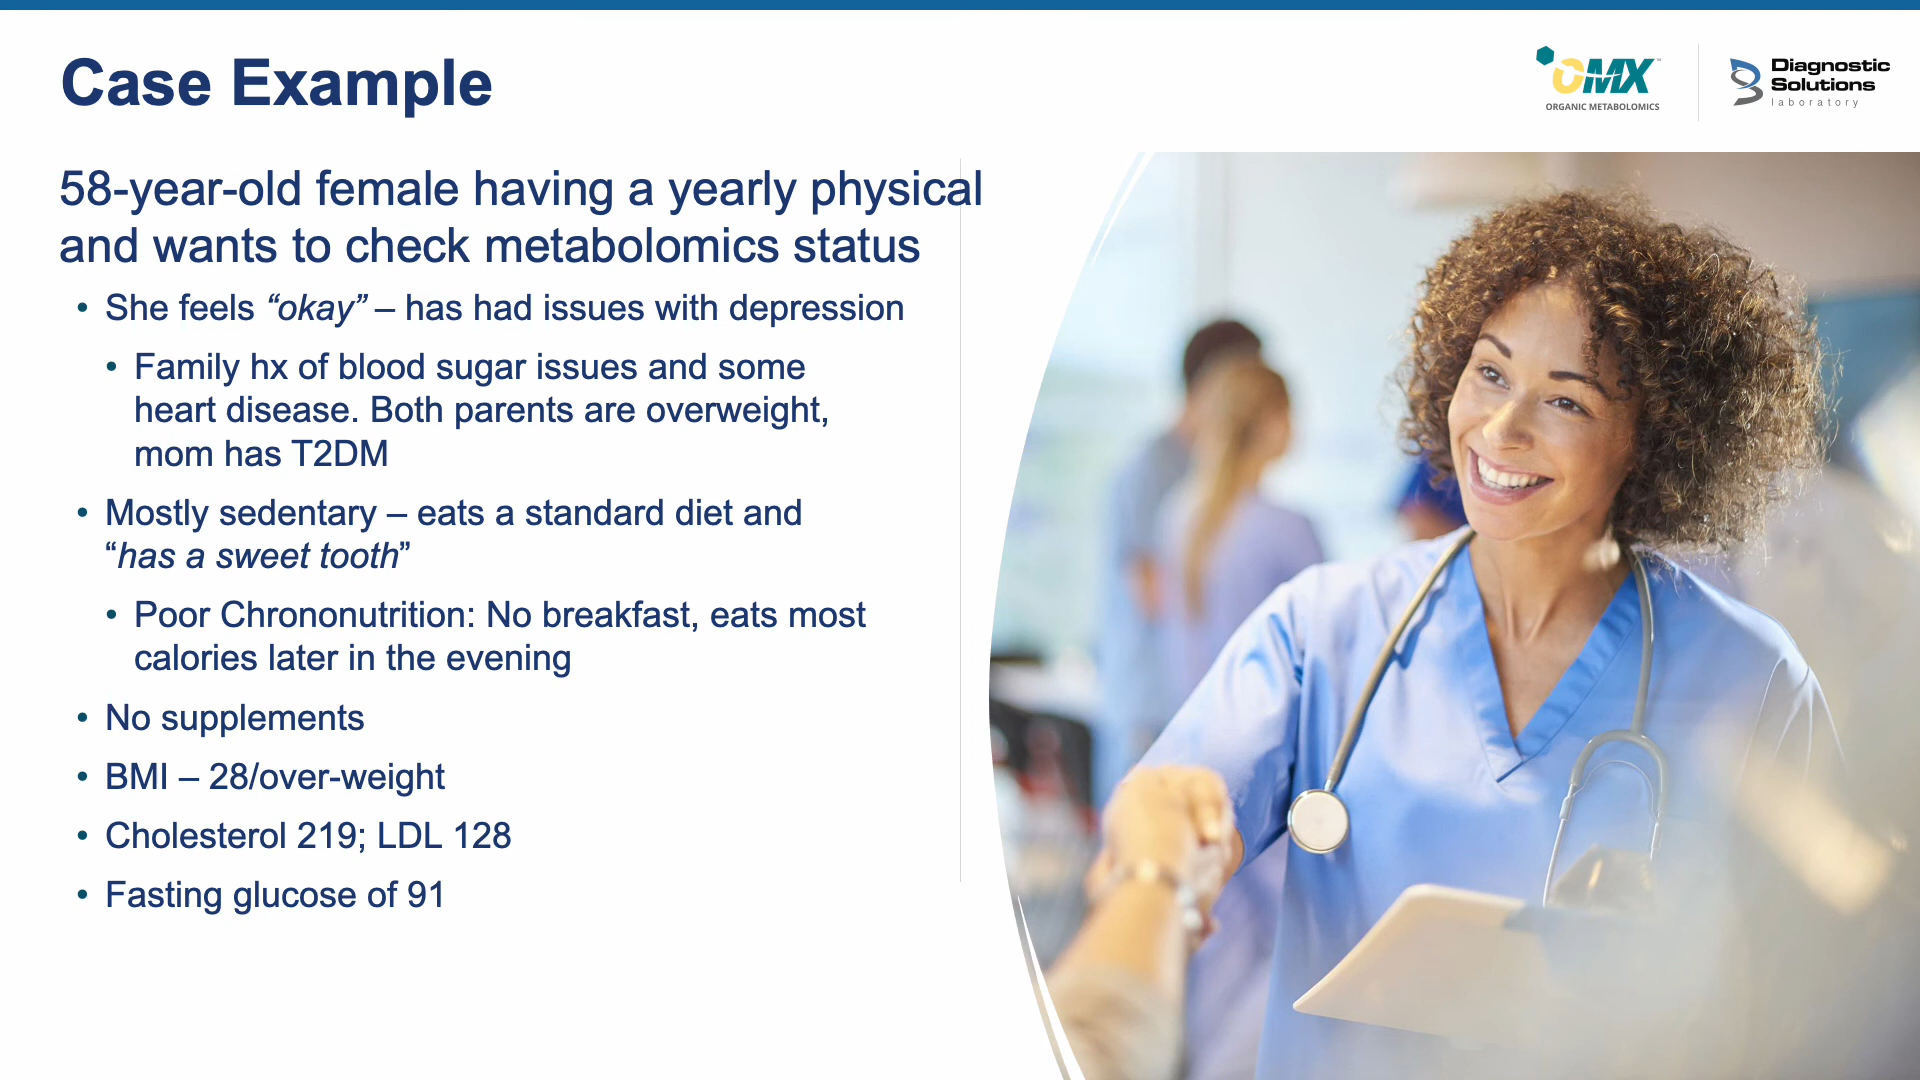 Case Example
OMX™
ORGANIC METABOLOMICS
Diagnostic
Solutions
laboratory
58-year-old female having a yearly physical
and wants to check metabolomics status
• She feels “okay” – has had issues with depression
• Family hx of blood sugar issues and some
heart disease. Both parents are overweight,
mom has T2DM
• Mostly sedentary – eats a standard diet and
“has a sweet tooth”
• Poor Chrononutrition: No breakfast, eats most
calories later in the evening
• No supplements
• BMI – 28/over-weight
• Cholesterol 219; LDL 128
• Fasting glucose of 91